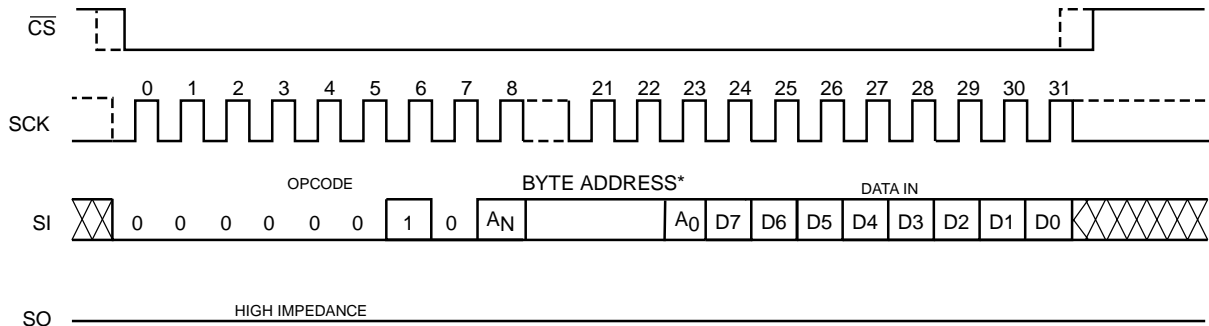 CS
0 1 2 3 4 5 6 7 8 21 22 23 24 25 26 27 28 29 30 31
SCK
OPCODE BYTE ADDRESS* DATA IN
SI 0 0 0 0 0 0 1 0 AN A0 D7 D6 D5 D4 D3 D2 D1 D0
HIGH IMPEDANCE
SO